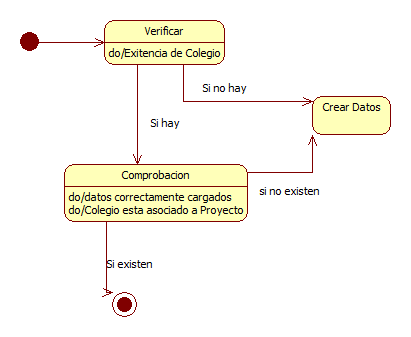 Verificar
do/Exitencia de Colegio
Si no hay
Crear Datos
Si hay
Comprobacion
do/datos correctamente cargados
do/Colegio esta asociado a Proyecto
si no existen
Si existen